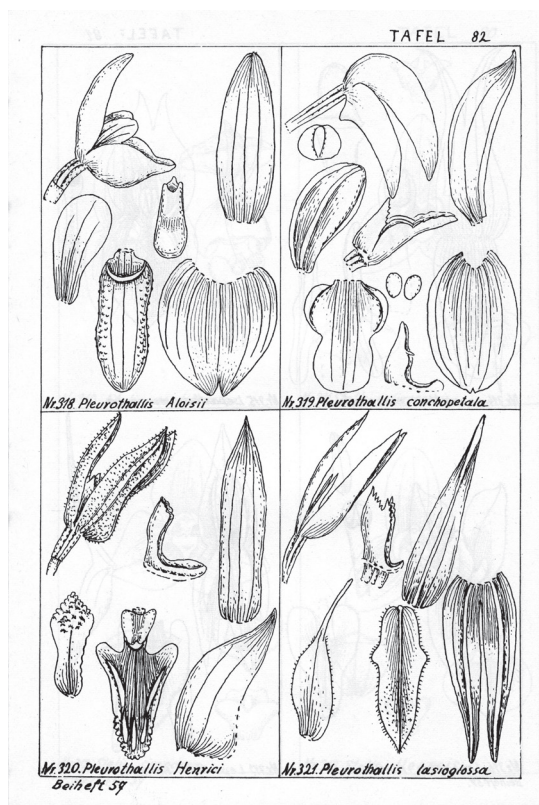 TAFEL 82
Nr.318. Pleurothallis Aloisii
Nr.319. Pleurothallis conchopetala
Nr.320. Pleurothallis Henrici
Nr.321. Pleurothallis lasioglossa
Beiheft 59